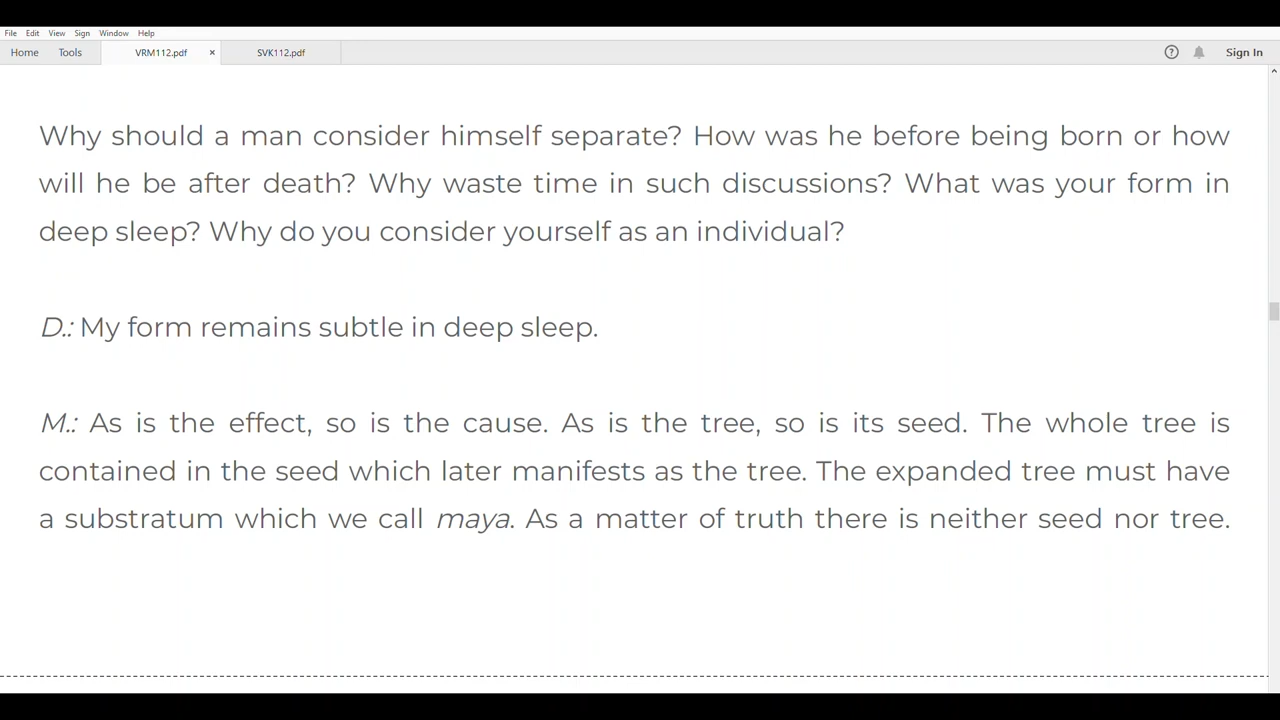 File Edit View Sign Window Help
Home Tools VRM112.pdf × SVK112.pdf ? Sign In
Why should a man consider himself separate? How was he before being born or how
will he be after death? Why waste time in such discussions? What was your form in
deep sleep? Why do you consider yourself as an individual?
D.: My form remains subtle in deep sleep.
M.: As is the effect, so is the cause. As is the tree, so is its seed. The whole tree is
contained in the seed which later manifests as the tree. The expanded tree must have
a substratum which we call maya. As a matter of truth there is neither seed nor tree.